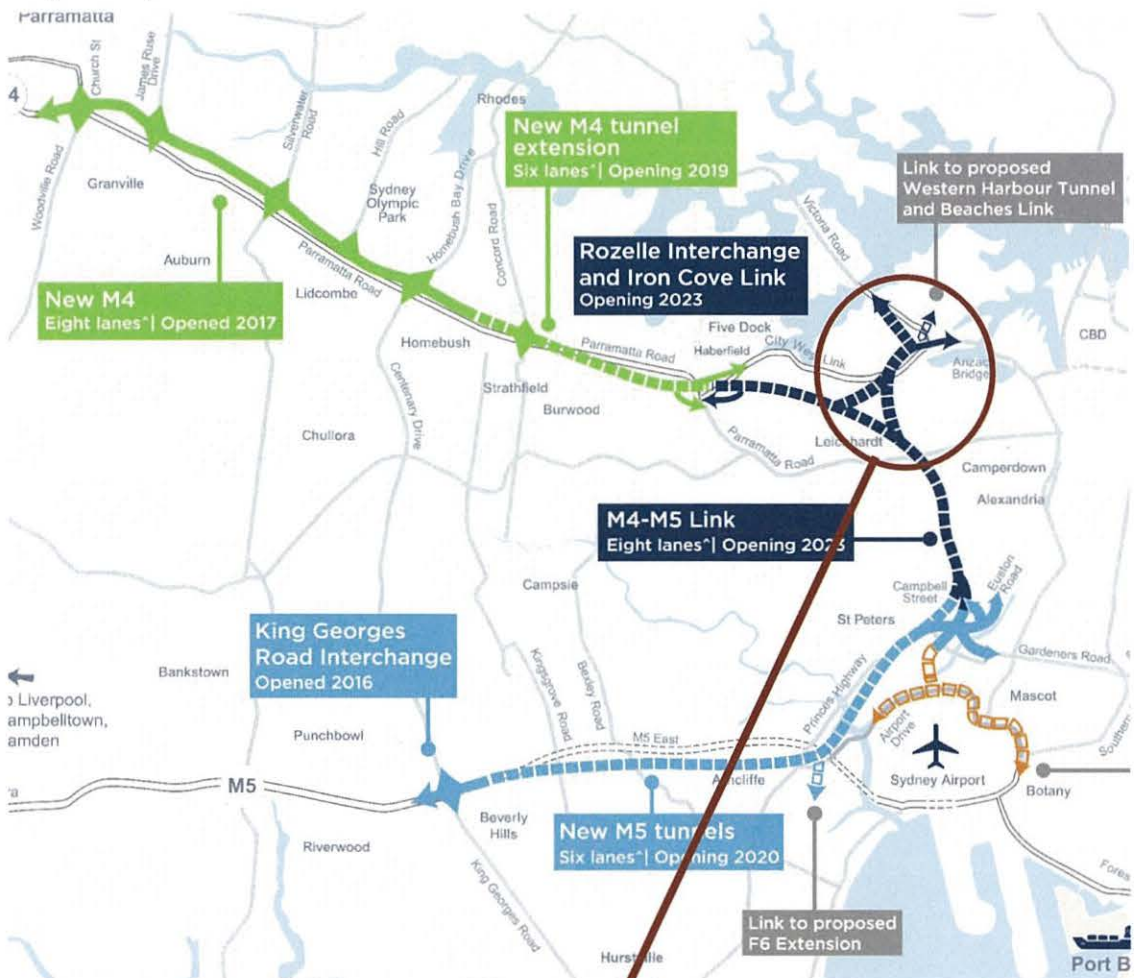 Parramatta
Church St
James Ruse
Drive
4
Silverwater
Road
Hill Road
Rhodes
Homebush Bay Drive
Concord Road
Woodville Road
Granville
Sydney
Olympic
Park
New M4 tunnel
extension
Six lanes^| Opening 2019
Link to proposed
Western Harbour Tunnel
and Beaches Link
Victoria Road
Auburn
Parramatta Road
Lidcombe
Rozelle Interchange
and Iron Cove Link
Opening 2023
New M4
Eight lanes^| Opened 2017
Homebush
Parramatta Road
Five Dock
Haberfield
City West Link
CBD
Anzac
Bridge
Strathfield
Burwood
Centenary Drive
Chullora
Parramatta Road
Leichhardt
Camperdown
Alexandria
M4-M5 Link
Eight lanes^| Opening 2023
Campsie
Campbell
Street
Euston
Road
St Peters
King Georges
Road Interchange
Opened 2016
Bankstown
Kingsgrove Road
Bexley Road
Princes Highway
Gardeners Road
Mascot
o Liverpool,
ampbelltown,
amden
Punchbowl
M5 East
Airport
Drive
Southern
M5
Arncliffe
Sydney Airport
Botany
Beverly
Hills
Riverwood
New M5 tunnels
Six lanes^| Opening 2020
King Georges Road
Fores
Link to proposed
F6 Extension
Hurstville
Port B